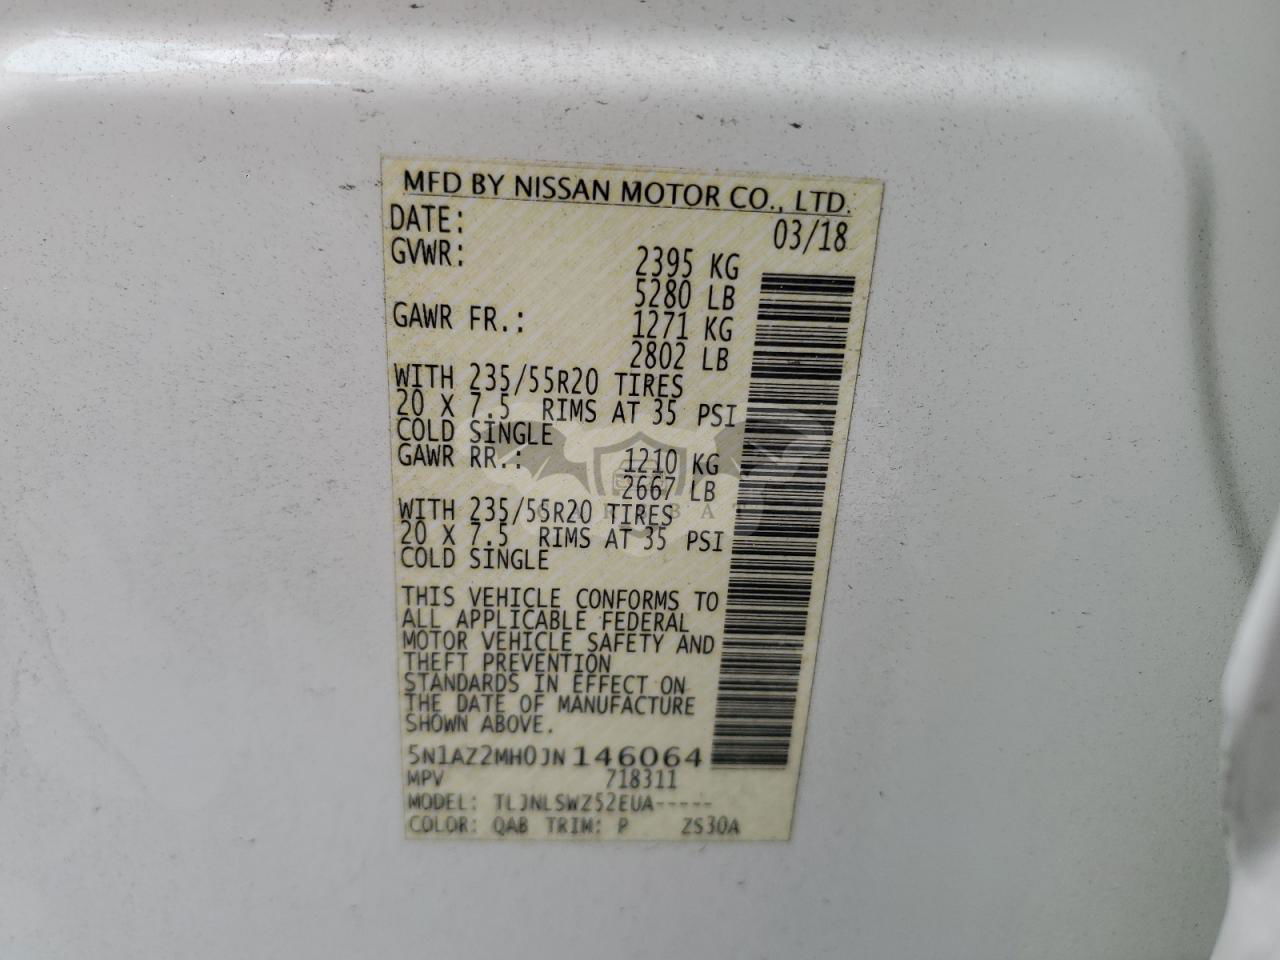 MFD BY NISSAN MOTOR CO., LTD.
DATE: 03/18
GVWR: 2395 KG
5280 LB
GAWR FR.: 1271 KG
2802 LB
WITH 235/55R20 TIRES
20 X 7.5 RIMS AT 35 PSI
COLD SINGLE
GAWR RR.: 1210 KG
2667 LB
WITH 235/55R20 TIRES
20 X 7.5 RIMS AT 35 PSI
COLD SINGLE
THIS VEHICLE CONFORMS TO
ALL APPLICABLE FEDERAL
MOTOR VEHICLE SAFETY AND
THEFT PREVENTION
STANDARDS IN EFFECT ON
THE DATE OF MANUFACTURE
SHOWN ABOVE.
5N1AZ2MH0JN146064
MPV 718311
MODEL: TLJNLSWZ52EUA-----
COLOR: QAB TRIM: P ZS30A